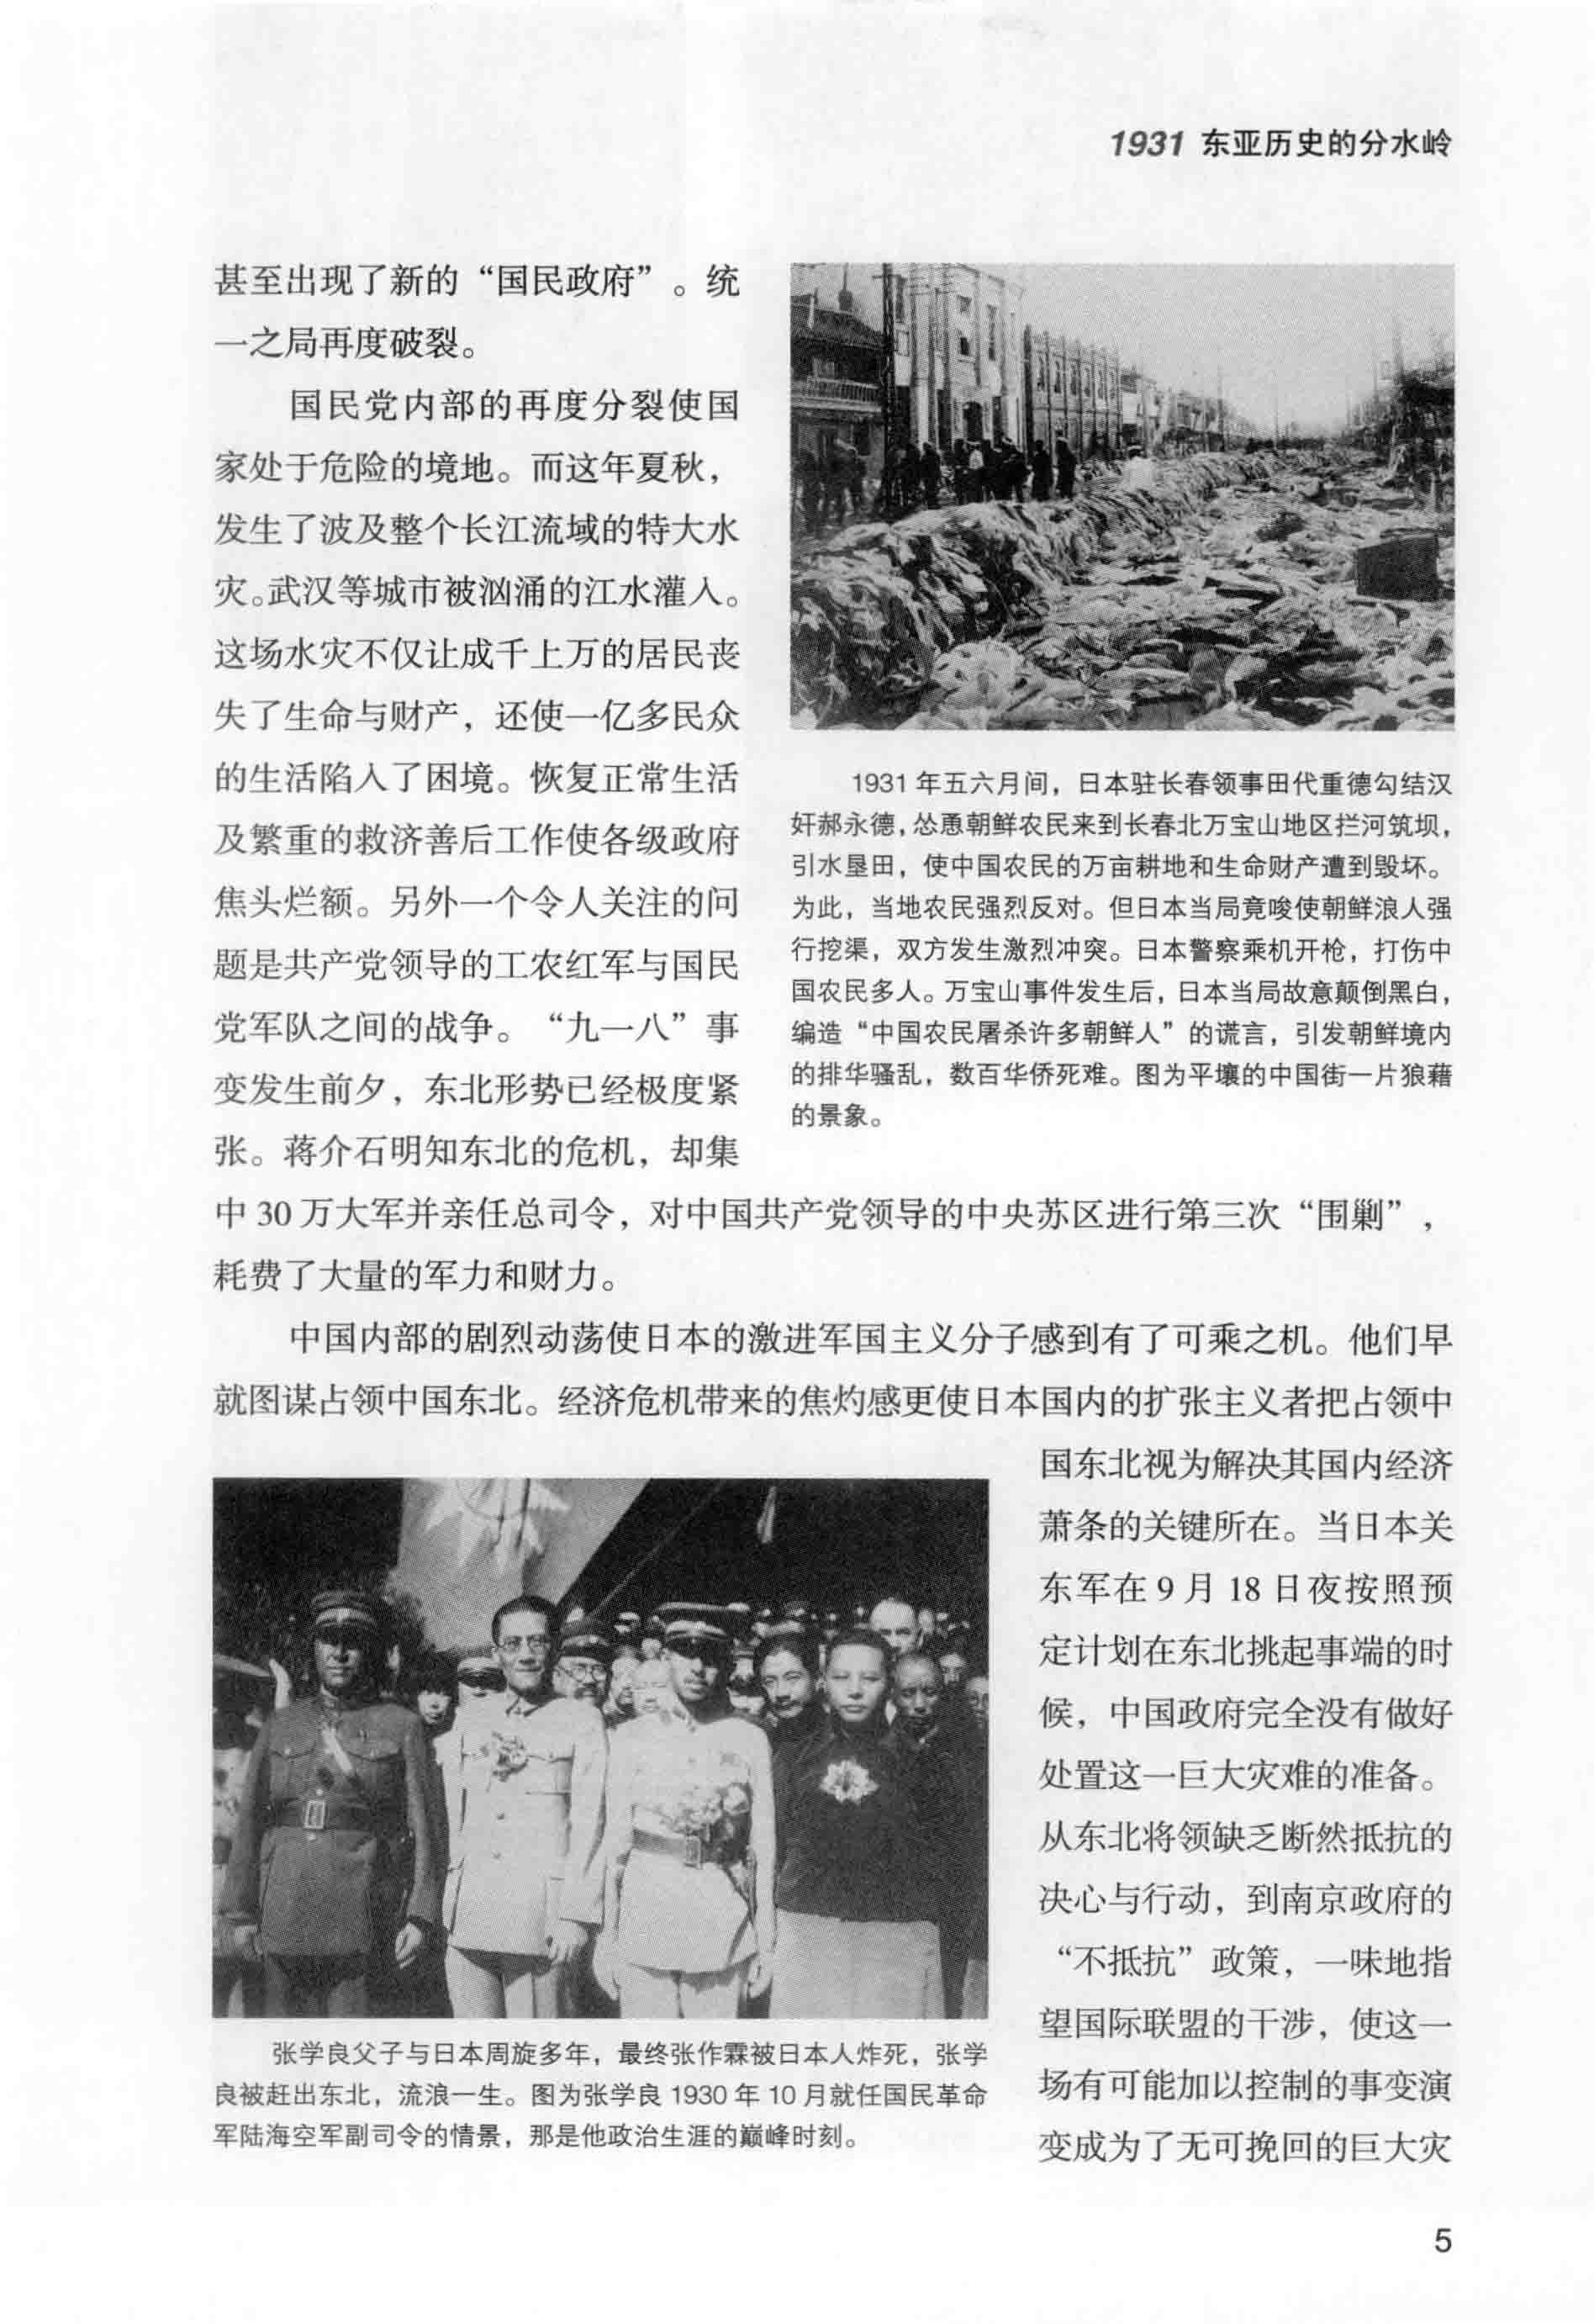 1931 东亚历史的分水岭
甚至出现了新的“国民政府”。统
一之局再度破裂。
国民党内部的再度分裂使国
家处于危险的境地。而这年夏秋，
发生了波及整个长江流域的特大水
灾。武汉等城市被汹涌的江水灌入。
这场水灾不仅让成千上万的居民丧
失了生命与财产，还使一亿多民众
的生活陷入了困境。恢复正常生活
及繁重的救济善后工作使各级政府
焦头烂额。另外一个令人关注的问
题是共产党领导的工农红军与国民
党军队之间的战争。“九一八”事
变发生前夕，东北形势已经极度紧
张。蒋介石明知东北的危机，却集
中 30 万大军并亲任总司令，对中国共产党领导的中央苏区进行第三次“围剿”，
耗费了大量的军力和财力。
1931 年五六月间，日本驻长春领事田代重德勾结汉
奸郝永德，怂恿朝鲜农民来到长春北万宝山地区拦河筑坝，
引水垦田，使中国农民的万亩耕地和生命财产遭到毁坏。
为此，当地农民强烈反对。但日本当局竟唆使朝鲜浪人强
行挖渠，双方发生激烈冲突。日本警察乘机开枪，打伤中
国农民多人。万宝山事件发生后，日本当局故意颠倒黑白，
编造“中国农民屠杀许多朝鲜人”的谎言，引发朝鲜境内
的排华骚乱，数百华侨死难。图为平壤的中国街一片狼藉
的景象。
中国内部的剧烈动荡使日本的激进军国主义分子感到有了可乘之机。他们早
就图谋占领中国东北。经济危机带来的焦灼感更使日本国内的扩张主义者把占领中
国东北视为解决其国内经济
萧条的关键所在。当日本关
东军在 9 月 18 日夜按照预
定计划在东北挑起事端的时
候，中国政府完全没有做好
处置这一巨大灾难的准备。
从东北将领缺乏断然抵抗的
决心与行动，到南京政府的
“不抵抗”政策，一味地指
望国际联盟的干涉，使这一
场有可能加以控制的事变演
变成为了无可挽回的巨大灾
张学良父子与日本周旋多年，最终张作霖被日本人炸死，张学
良被赶出东北，流浪一生。图为张学良 1930 年 10 月就任国民革命
军陆海空军副司令的情景，那是他政治生涯的巅峰时刻。
5